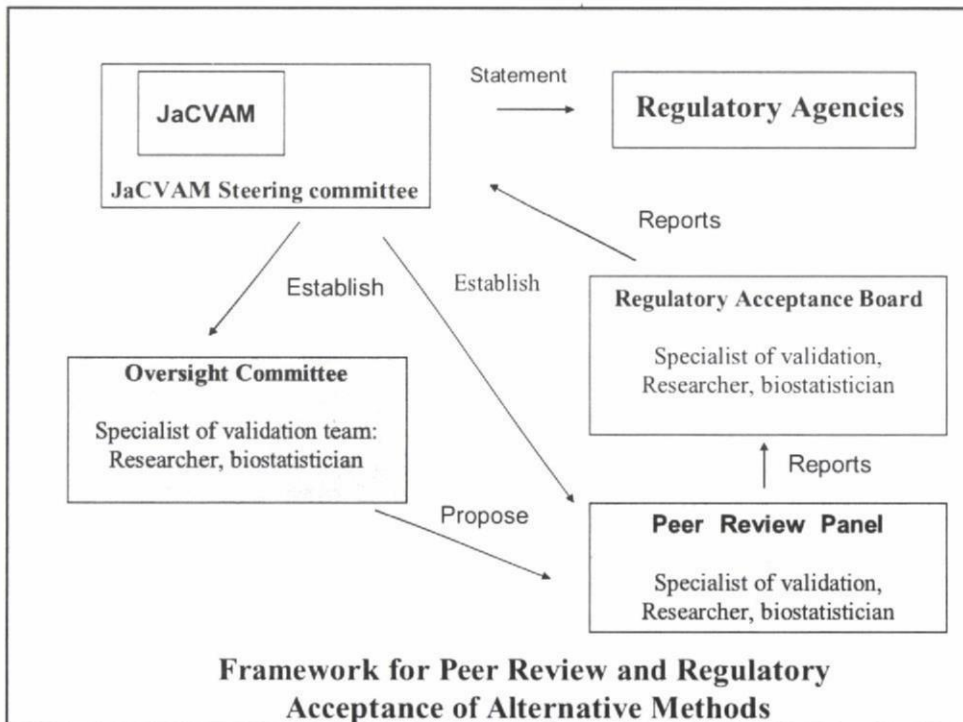 JaCVAM
JaCVAM Steering committee
Statement
Regulatory Agencies
Reports
Establish
Establish
Regulatory Acceptance Board
Specialist of validation,
Researcher, biostatistician
Oversight Committee
Specialist of validation team:
Researcher, biostatistician
Reports
Propose
Peer Review Panel
Specialist of validation,
Researcher, biostatistician
Framework for Peer Review and Regulatory
Acceptance of Alternative Methods